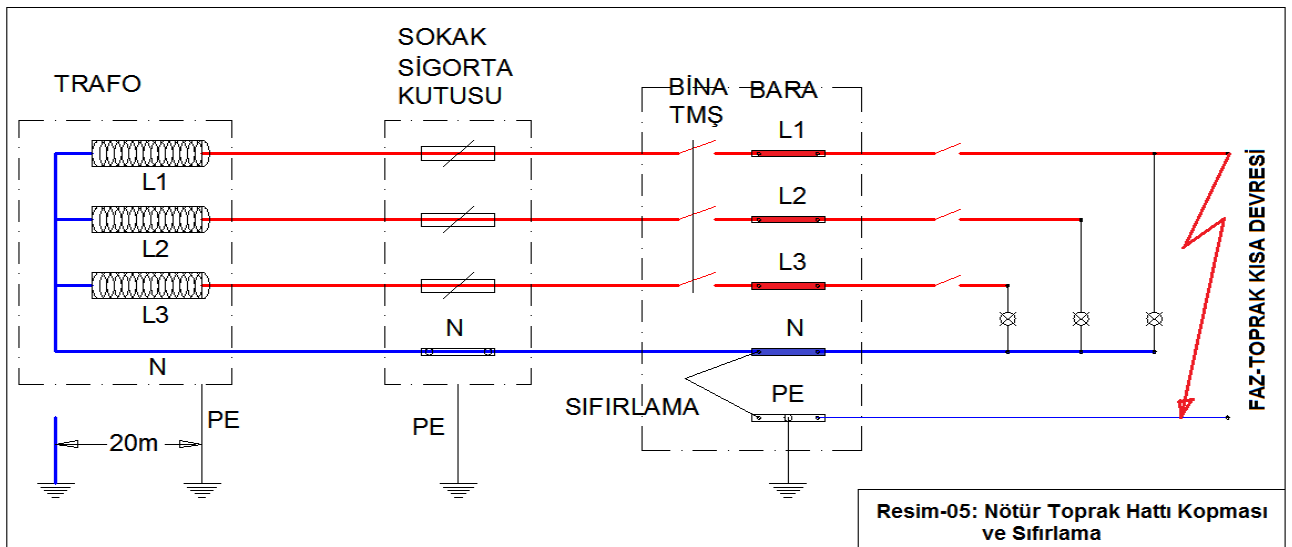 TRAFO
L1
L2
L3
N
PE
20m
SOKAK
SİGORTA
KUTUSU
N
PE
BİNA
TMŞ
BARA
L1
L2
L3
N
PE
SIFIRLAMA
FAZ-TOPRAK KISA DEVRESİ
Resim-05: Nötür Toprak Hattı Kopması
ve Sıfırlama